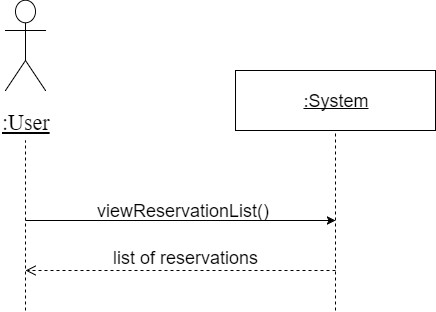 :User
:System
viewReservationList()
list of reservations